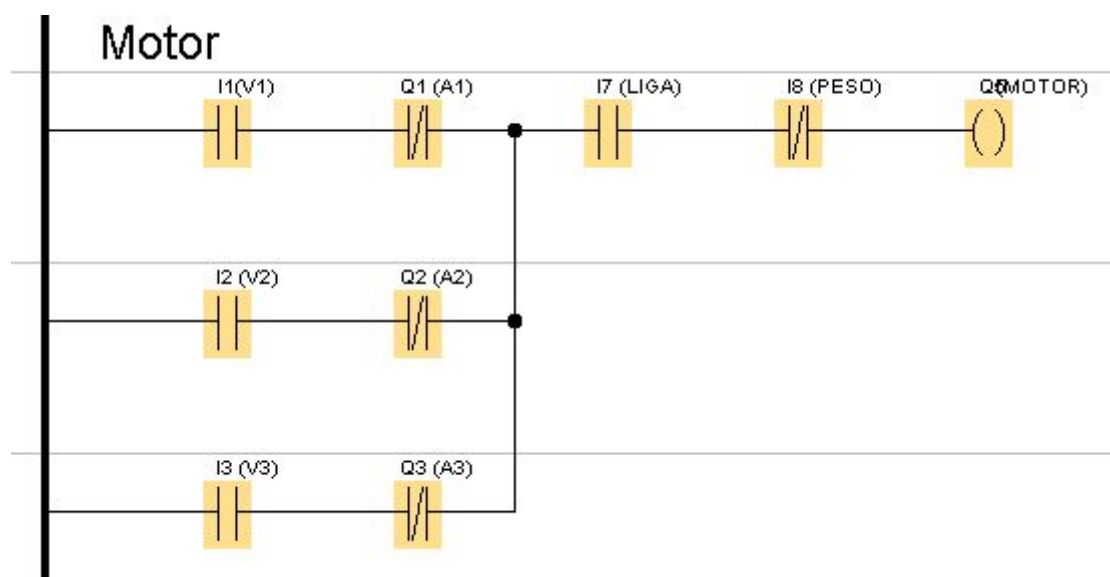 Motor
I1(V1) Q1 (A1) I7 (LIGA) I8 (PESO) (MOTOR)
I2 (V2) Q2 (A2)
I3 (V3) Q3 (A3)